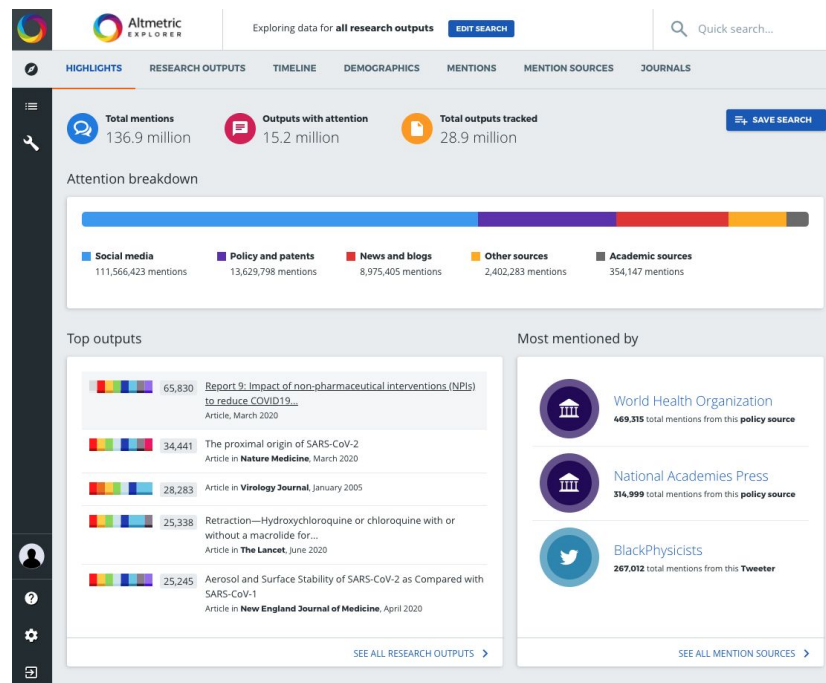 Altmetric
EXPLORER
Exploring data for all research outputs
EDIT SEARCH
Quick search...
HIGHLIGHTS
RESEARCH OUTPUTS
TIMELINE
DEMOGRAPHICS
MENTIONS
MENTION SOURCES
JOURNALS
Total mentions
136.9 million
Outputs with attention
15.2 million
Total outputs tracked
28.9 million
SAVE SEARCH
Attention breakdown
Social media
111,566,423 mentions
Policy and patents
13,629,798 mentions
News and blogs
8,975,405 mentions
Other sources
2,402,283 mentions
Academic sources
354,147 mentions
Top outputs
65,830
Report 9: Impact of non-pharmaceutical interventions (NPIs)
to reduce COVID19...
Article, March 2020
34,441
The proximal origin of SARS-CoV-2
Article in Nature Medicine, March 2020
28,283
Article in Virology Journal, January 2005
25,338
Retraction—Hydroxychloroquine or chloroquine with or
without a macrolide for...
Article in The Lancet, June 2020
25,245
Aerosol and Surface Stability of SARS-CoV-2 as Compared with
SARS-CoV-1
Article in New England Journal of Medicine, April 2020
SEE ALL RESEARCH OUTPUTS
Most mentioned by
World Health Organization
469,315 total mentions from this policy source
National Academies Press
314,999 total mentions from this policy source
BlackPhysicists
267,012 total mentions from this Tweeter
SEE ALL MENTION SOURCES